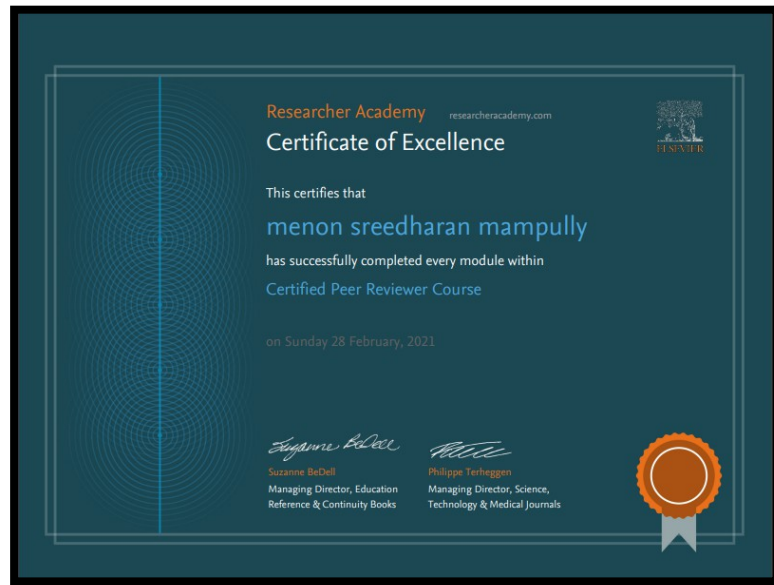 Researcher Academy researcheracademy.com
Certificate of Excellence
ELSEVIER
This certifies that
menon sreedharan mampully
has successfully completed every module within
Certified Peer Reviewer Course
on Sunday 28 February, 2021
Suzanne BeDell
Suzanne BeDell
Managing Director, Education
Reference & Continuity Books
Philippe Terheggen
Managing Director, Science,
Technology & Medical Journals